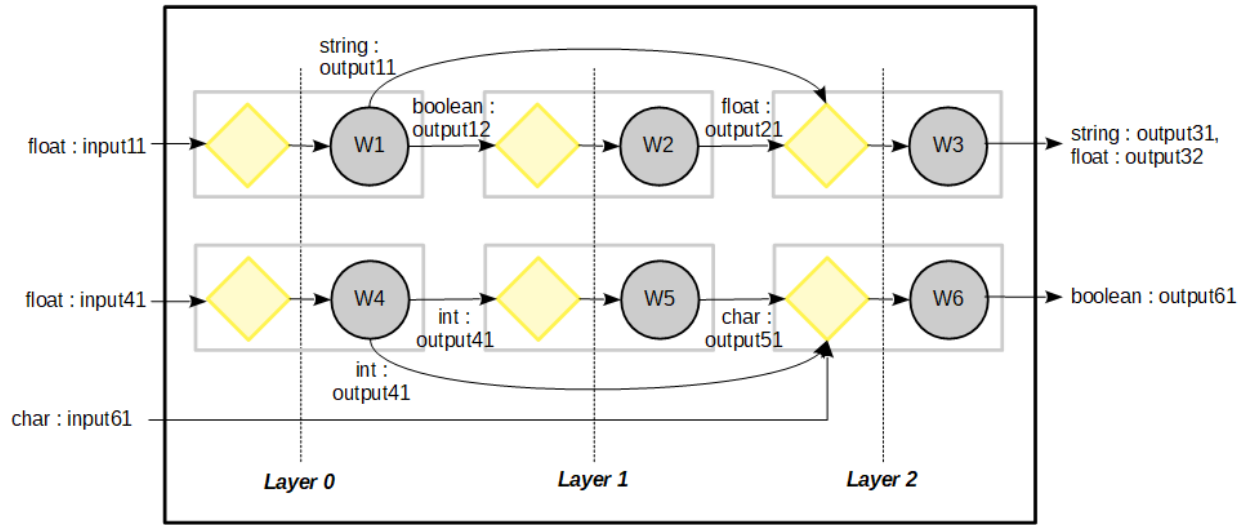 string :
output11
boolean :
output12
float :
output21
float : input11
W1
W2
W3
string : output31,
float : output32
float : input41
W4
W5
W6
boolean : output61
int :
output41
char :
output51
int :
output41
char : input61
Layer 0
Layer 1
Layer 2